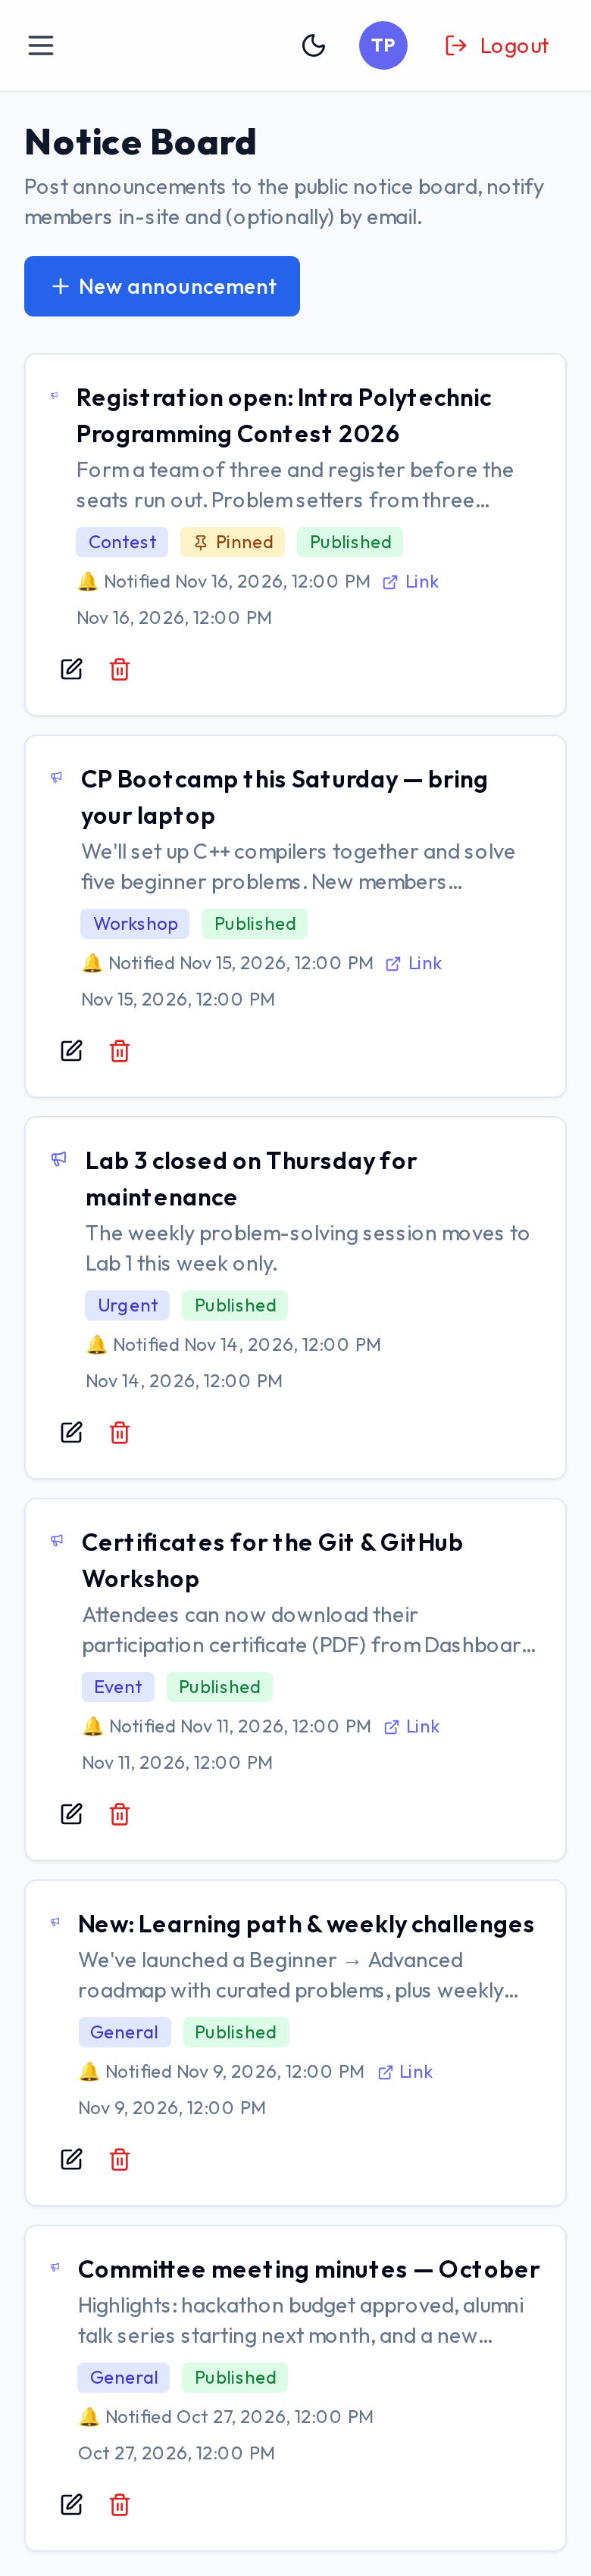 TP
Logout
Notice Board
Post announcements to the public notice board, notify
members in-site and (optionally) by email.
New announcement
Registration open: Intra Polytechnic
Programming Contest 2026
Form a team of three and register before the
seats run out. Problem setters from three...
Contest Pinned Published
🔔 Notified Nov 16, 2026, 12:00 PM Link
Nov 16, 2026, 12:00 PM
CP Bootcamp this Saturday — bring
your laptop
We'll set up C++ compilers together and solve
five beginner problems. New members...
Workshop Published
🔔 Notified Nov 15, 2026, 12:00 PM Link
Nov 15, 2026, 12:00 PM
Lab 3 closed on Thursday for
maintenance
The weekly problem-solving session moves to
Lab 1 this week only.
Urgent Published
🔔 Notified Nov 14, 2026, 12:00 PM
Nov 14, 2026, 12:00 PM
Certificates for the Git & GitHub
Workshop
Attendees can now download their
participation certificate (PDF) from Dashboar...
Event Published
🔔 Notified Nov 11, 2026, 12:00 PM Link
Nov 11, 2026, 12:00 PM
New: Learning path & weekly challenges
We've launched a Beginner → Advanced
roadmap with curated problems, plus weekly...
General Published
🔔 Notified Nov 9, 2026, 12:00 PM Link
Nov 9, 2026, 12:00 PM
Committee meeting minutes — October
Highlights: hackathon budget approved, alumni
talk series starting next month, and a new...
General Published
🔔 Notified Oct 27, 2026, 12:00 PM
Oct 27, 2026, 12:00 PM